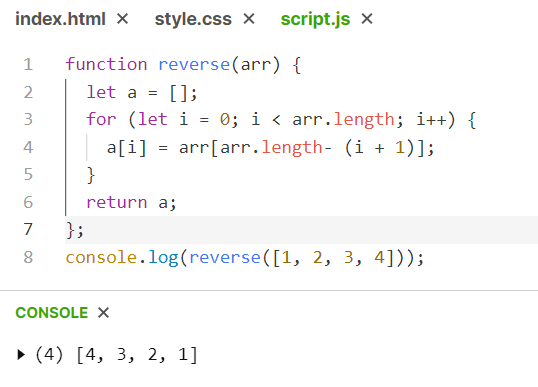 index.html × style.css × script.js ×
1 function reverse(arr) {
2 let a = [];
3 for (let i = 0; i < arr.length; i++) {
4 a[i] = arr[arr.length- (i + 1)];
5 }
6 return a;
7 };
8 console.log(reverse([1, 2, 3, 4]));
CONSOLE ×
▶ (4) [4, 3, 2, 1]